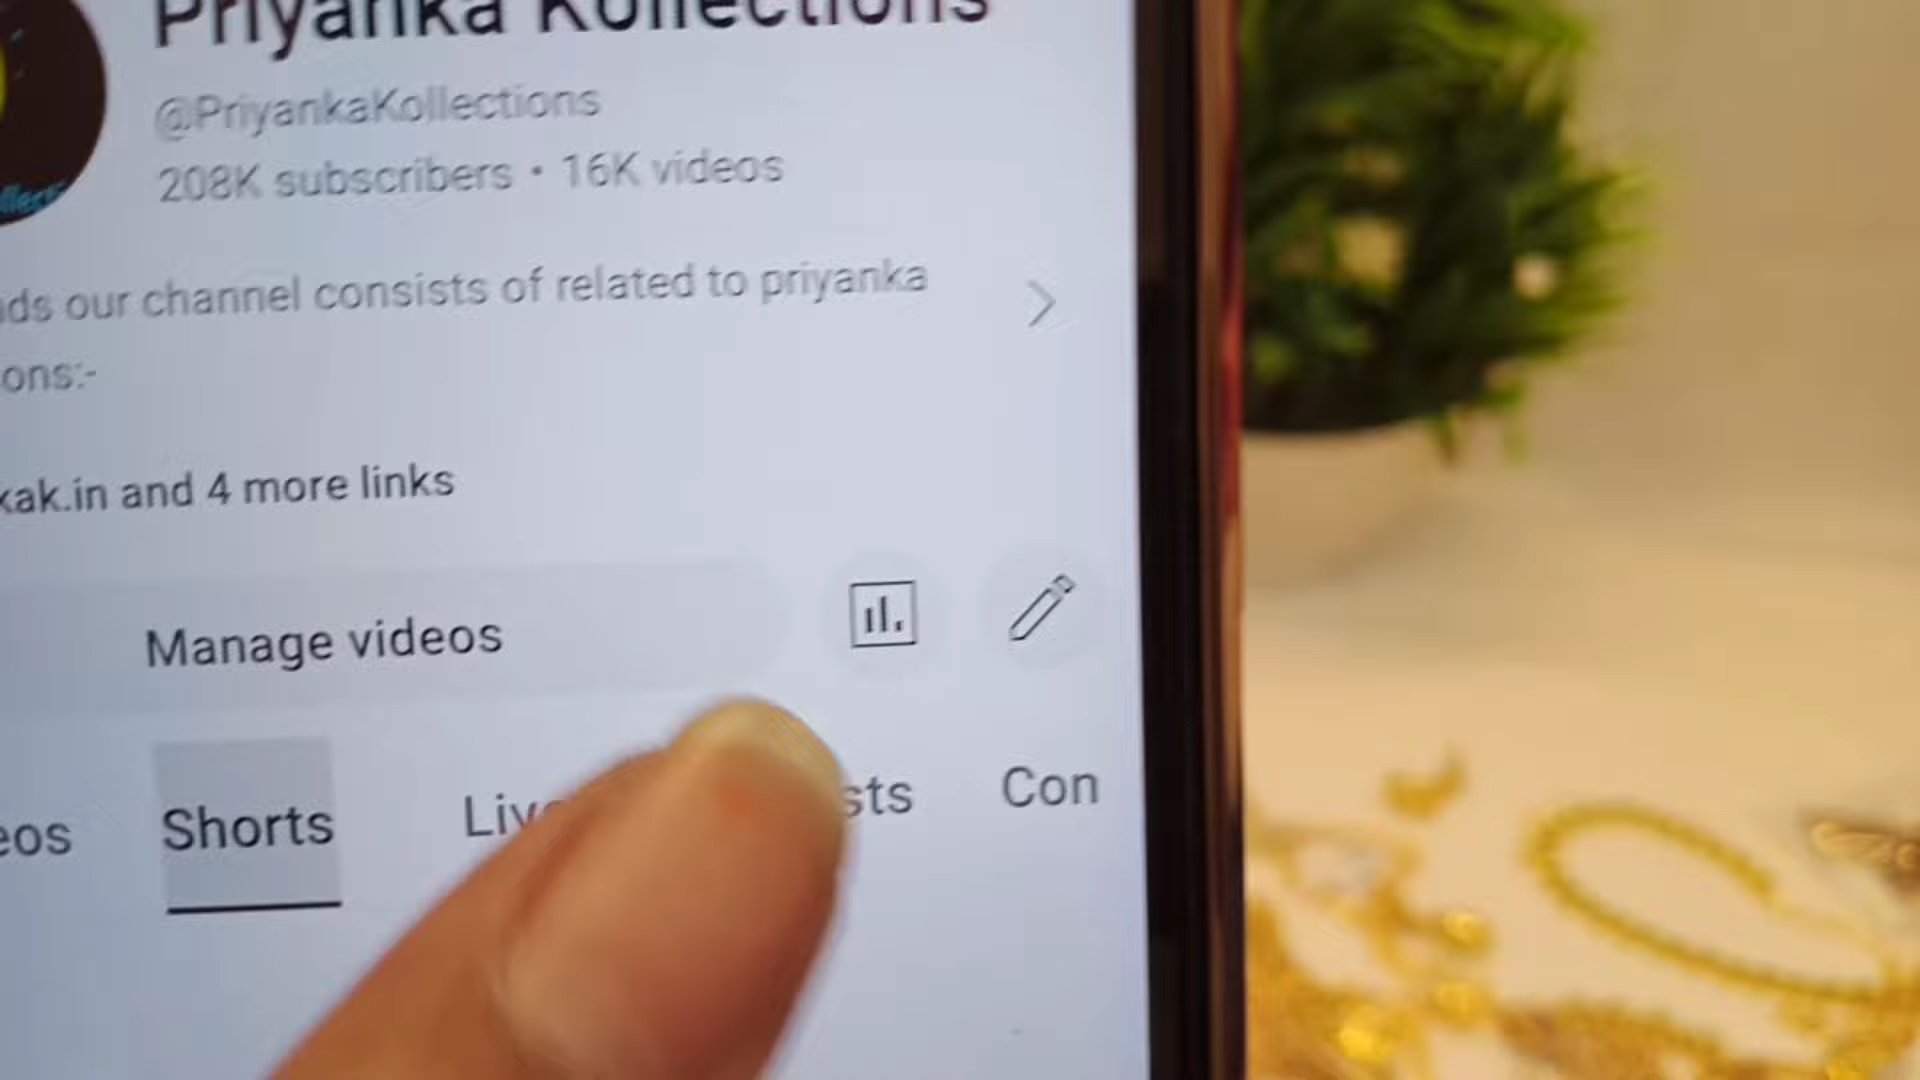 Priyanka Kollections
@PriyankaKollections
208K subscribers • 16K videos
ds our channel consists of related to priyanka
ons:-
kak.in and 4 more links
Manage videos
eos Shorts Liv sts Con